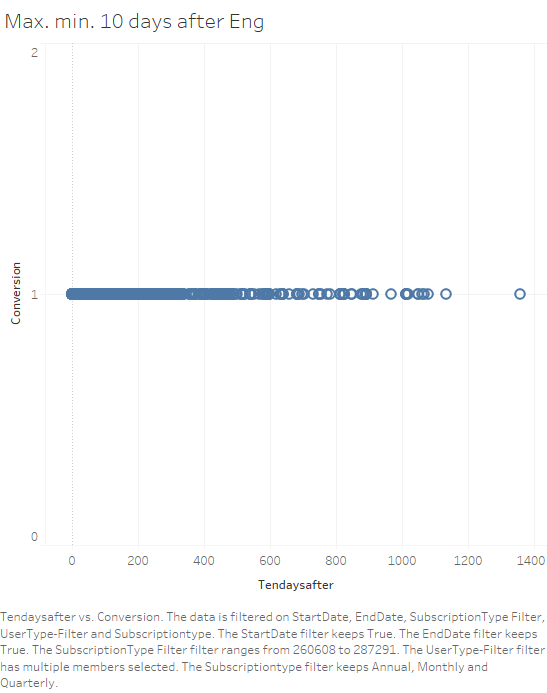 Max. min. 10 days after Eng
2
1
0
Conversion
0 200 400 600 800 1000 1200 1400
Tendaysafter
Tendaysafter vs. Conversion. The data is filtered on StartDate, EndDate, SubscriptionType Filter,
UserType-Filter and Subscriptiontype. The StartDate filter keeps True. The EndDate filter keeps
True. The SubscriptionType Filter filter ranges from 260608 to 287291. The UserType-Filter filter
has multiple members selected. The Subscriptiontype filter keeps Annual, Monthly and
Quarterly.